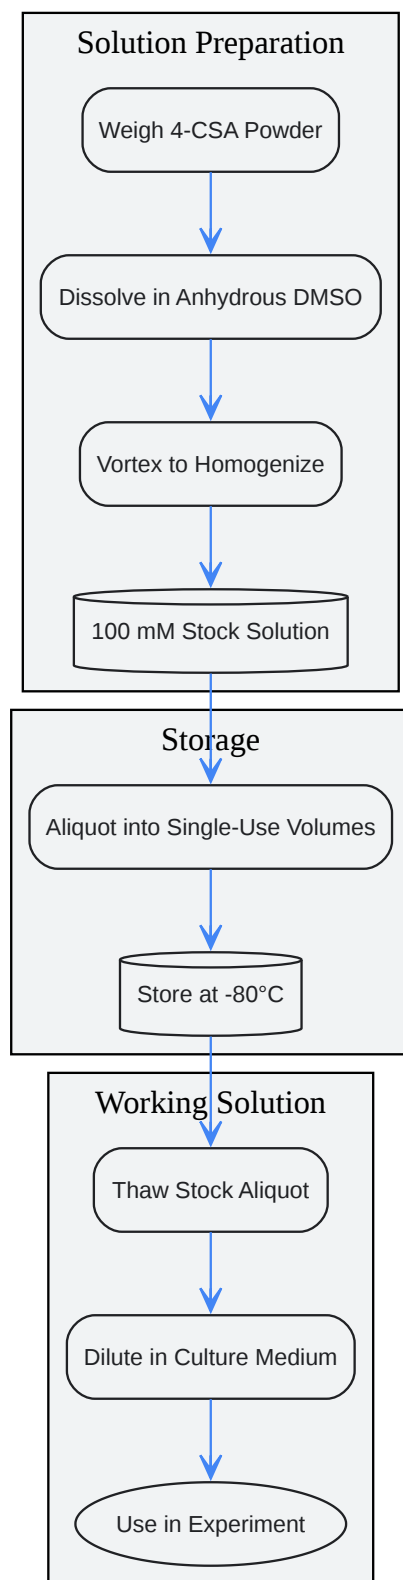 Solution Preparation
Weigh 4-CSA Powder
Dissolve in Anhydrous DMSO
Vortex to Homogenize
100 mM Stock Solution
Storage
Aliquot into Single-Use Volumes
Store at -80°C
Working Solution
Thaw Stock Aliquot
Dilute in Culture Medium
Use in Experiment